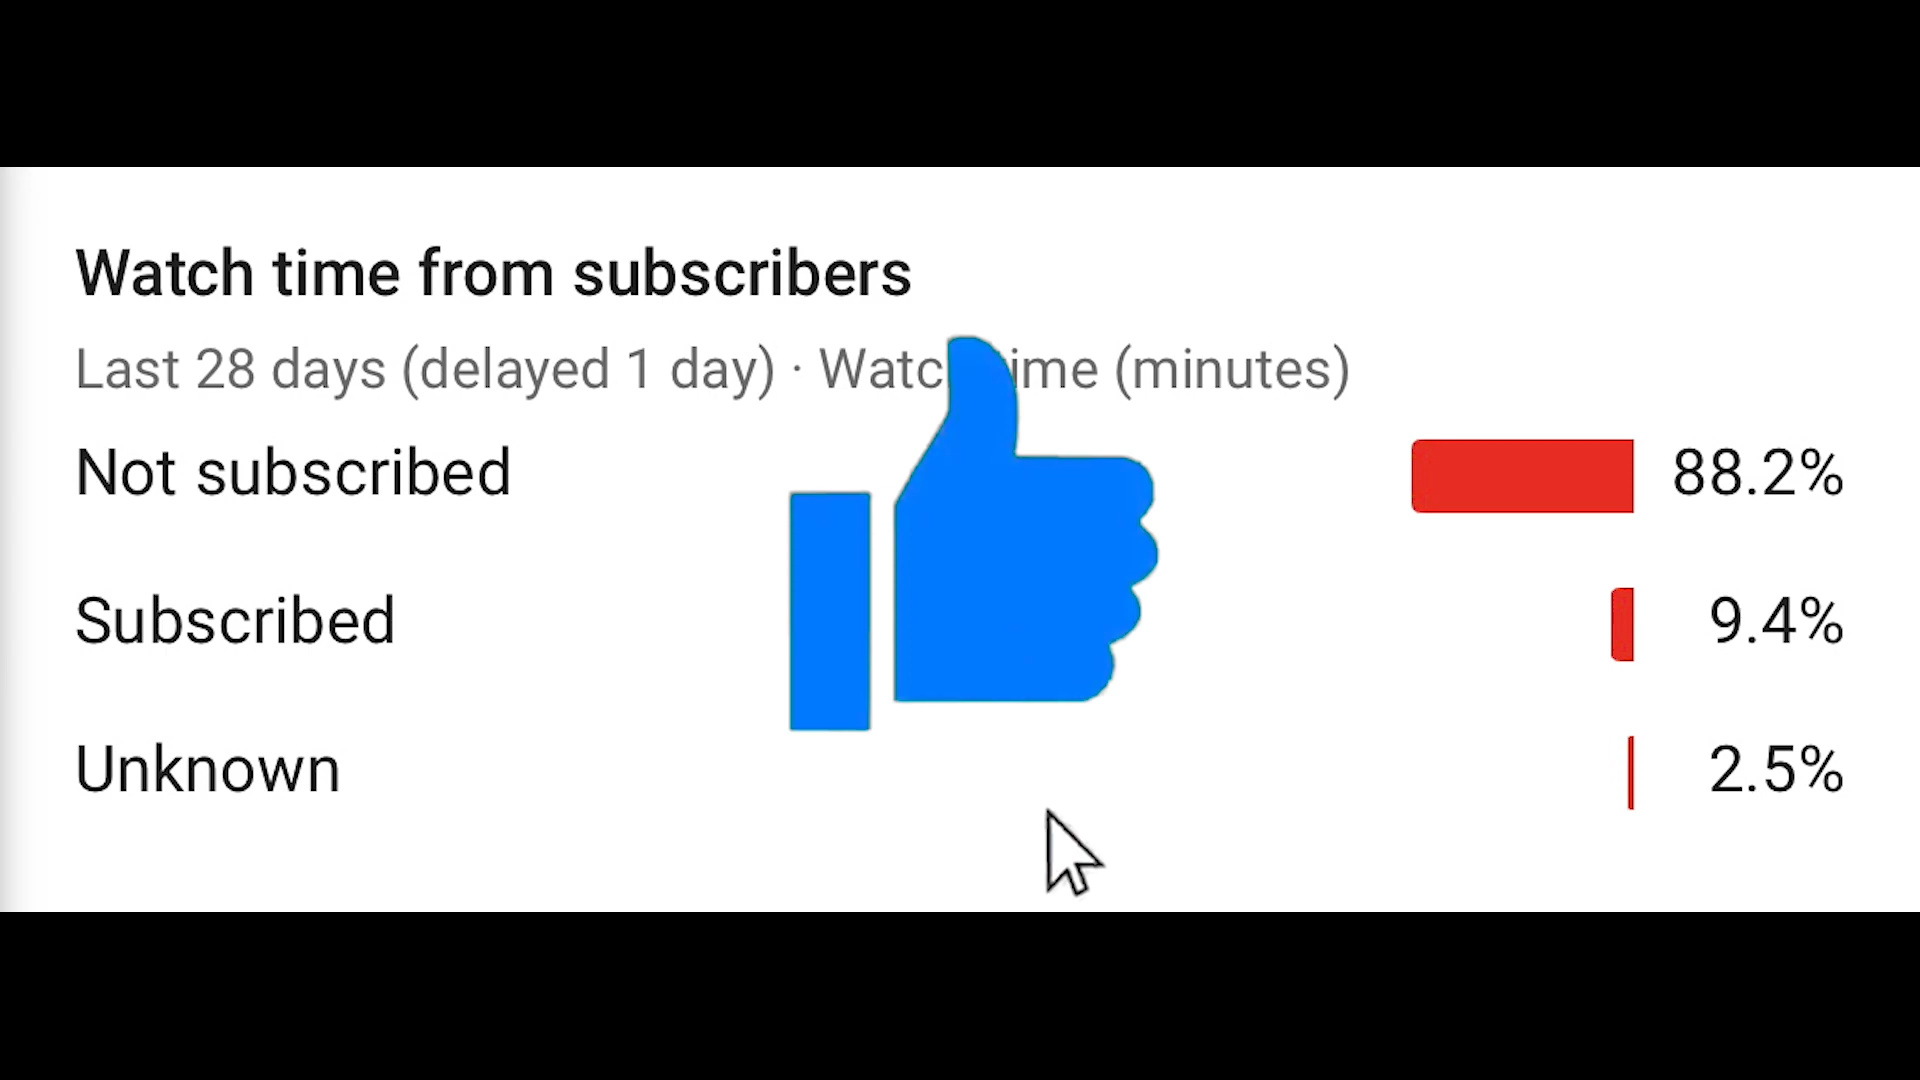 Watch time from subscribers
Last 28 days (delayed 1 day) · Watc ime (minutes)
Not subscribed 88.2%
Subscribed 9.4%
Unknown 2.5%